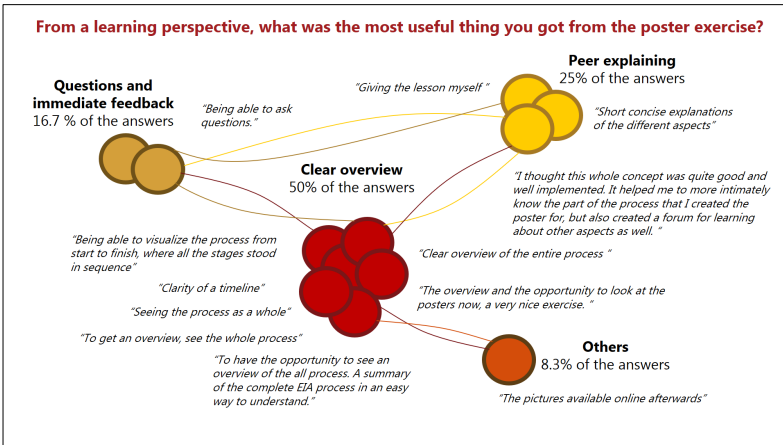 From a learning perspective, what was the most useful thing you got from the poster exercise?
Questions and
immediate feedback
16.7 % of the answers
"Being able to ask
questions."
"Giving the lesson myself "
Peer explaining
25% of the answers
"Short concise explanations
of the different aspects"
Clear overview
50% of the answers
"I thought this whole concept was quite good and
well implemented. It helped me to more intimately
know the part of the process that I created the
poster for, but also created a forum for learning
about other aspects as well. "
"Being able to visualize the process from
start to finish, where all the stages stood
in sequence"
"Clarity of a timeline"
"Seeing the process as a whole"
"To get an overview, see the whole process"
"To have the opportunity to see an
overview of the all process. A summary
of the complete EIA process in an easy
way to understand."
"Clear overview of the entire process "
"The overview and the opportunity to look at the
posters now, a very nice exercise. "
Others
8.3% of the answers
"The pictures available online afterwards"